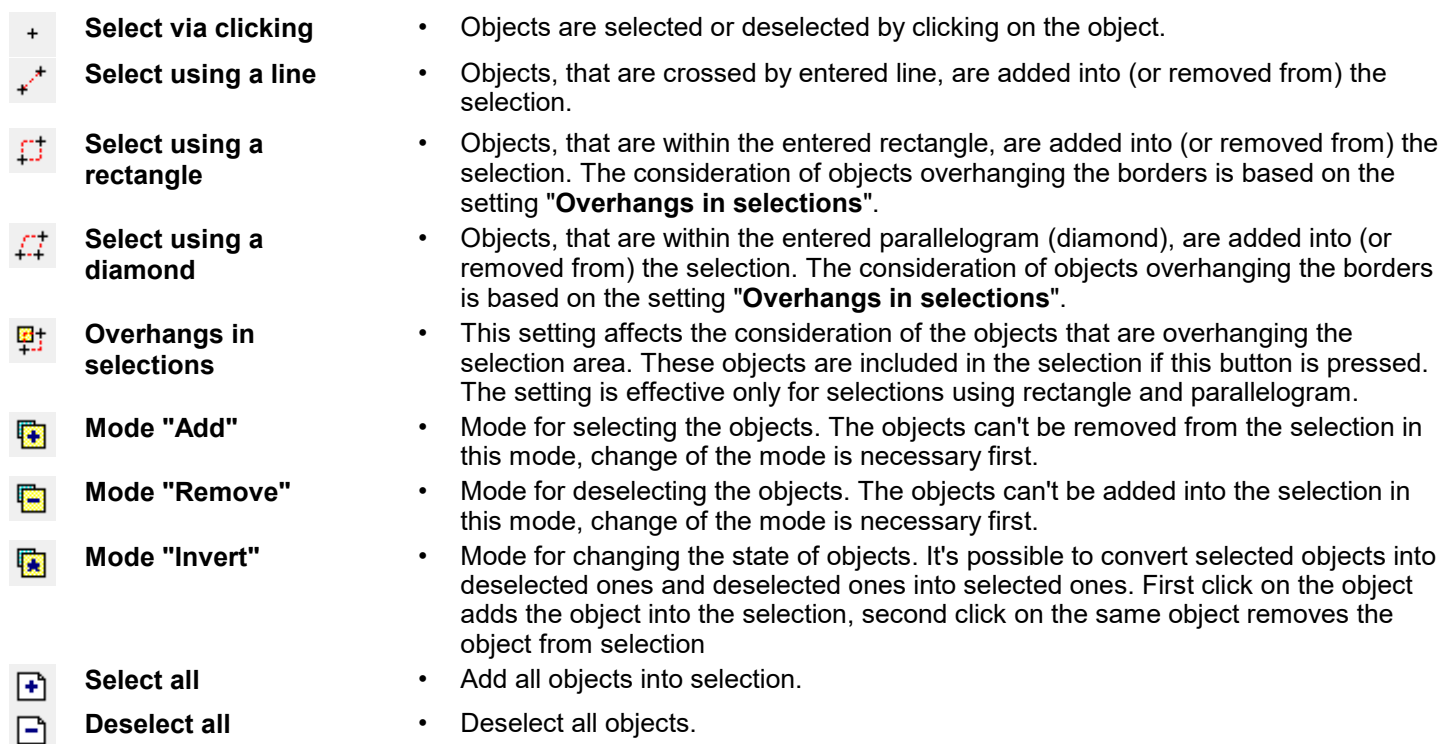 Select via clicking • Objects are selected or deselected by clicking on the object.
Select using a line • Objects, that are crossed by entered line, are added into (or removed from) the
selection.
Select using a • Objects, that are within the entered rectangle, are added into (or removed from) the
rectangle selection. The consideration of objects overhanging the borders is based on the
setting "Overhangs in selections".
Select using a • Objects, that are within the entered parallelogram (diamond), are added into (or
diamond removed from) the selection. The consideration of objects overhanging the borders
is based on the setting "Overhangs in selections".
Overhangs in • This setting affects the consideration of the objects that are overhanging the
selections selection area. These objects are included in the selection if this button is pressed.
The setting is effective only for selections using rectangle and parallelogram.
Mode "Add" • Mode for selecting the objects. The objects can't be removed from the selection in
this mode, change of the mode is necessary first.
Mode "Remove" • Mode for deselecting the objects. The objects can't be added into the selection in
this mode, change of the mode is necessary first.
Mode "Invert" • Mode for changing the state of objects. It's possible to convert selected objects into
deselected ones and deselected ones into selected ones. First click on the object
adds the object into the selection, second click on the same object removes the
object from selection
Select all • Add all objects into selection.
Deselect all • Deselect all objects.